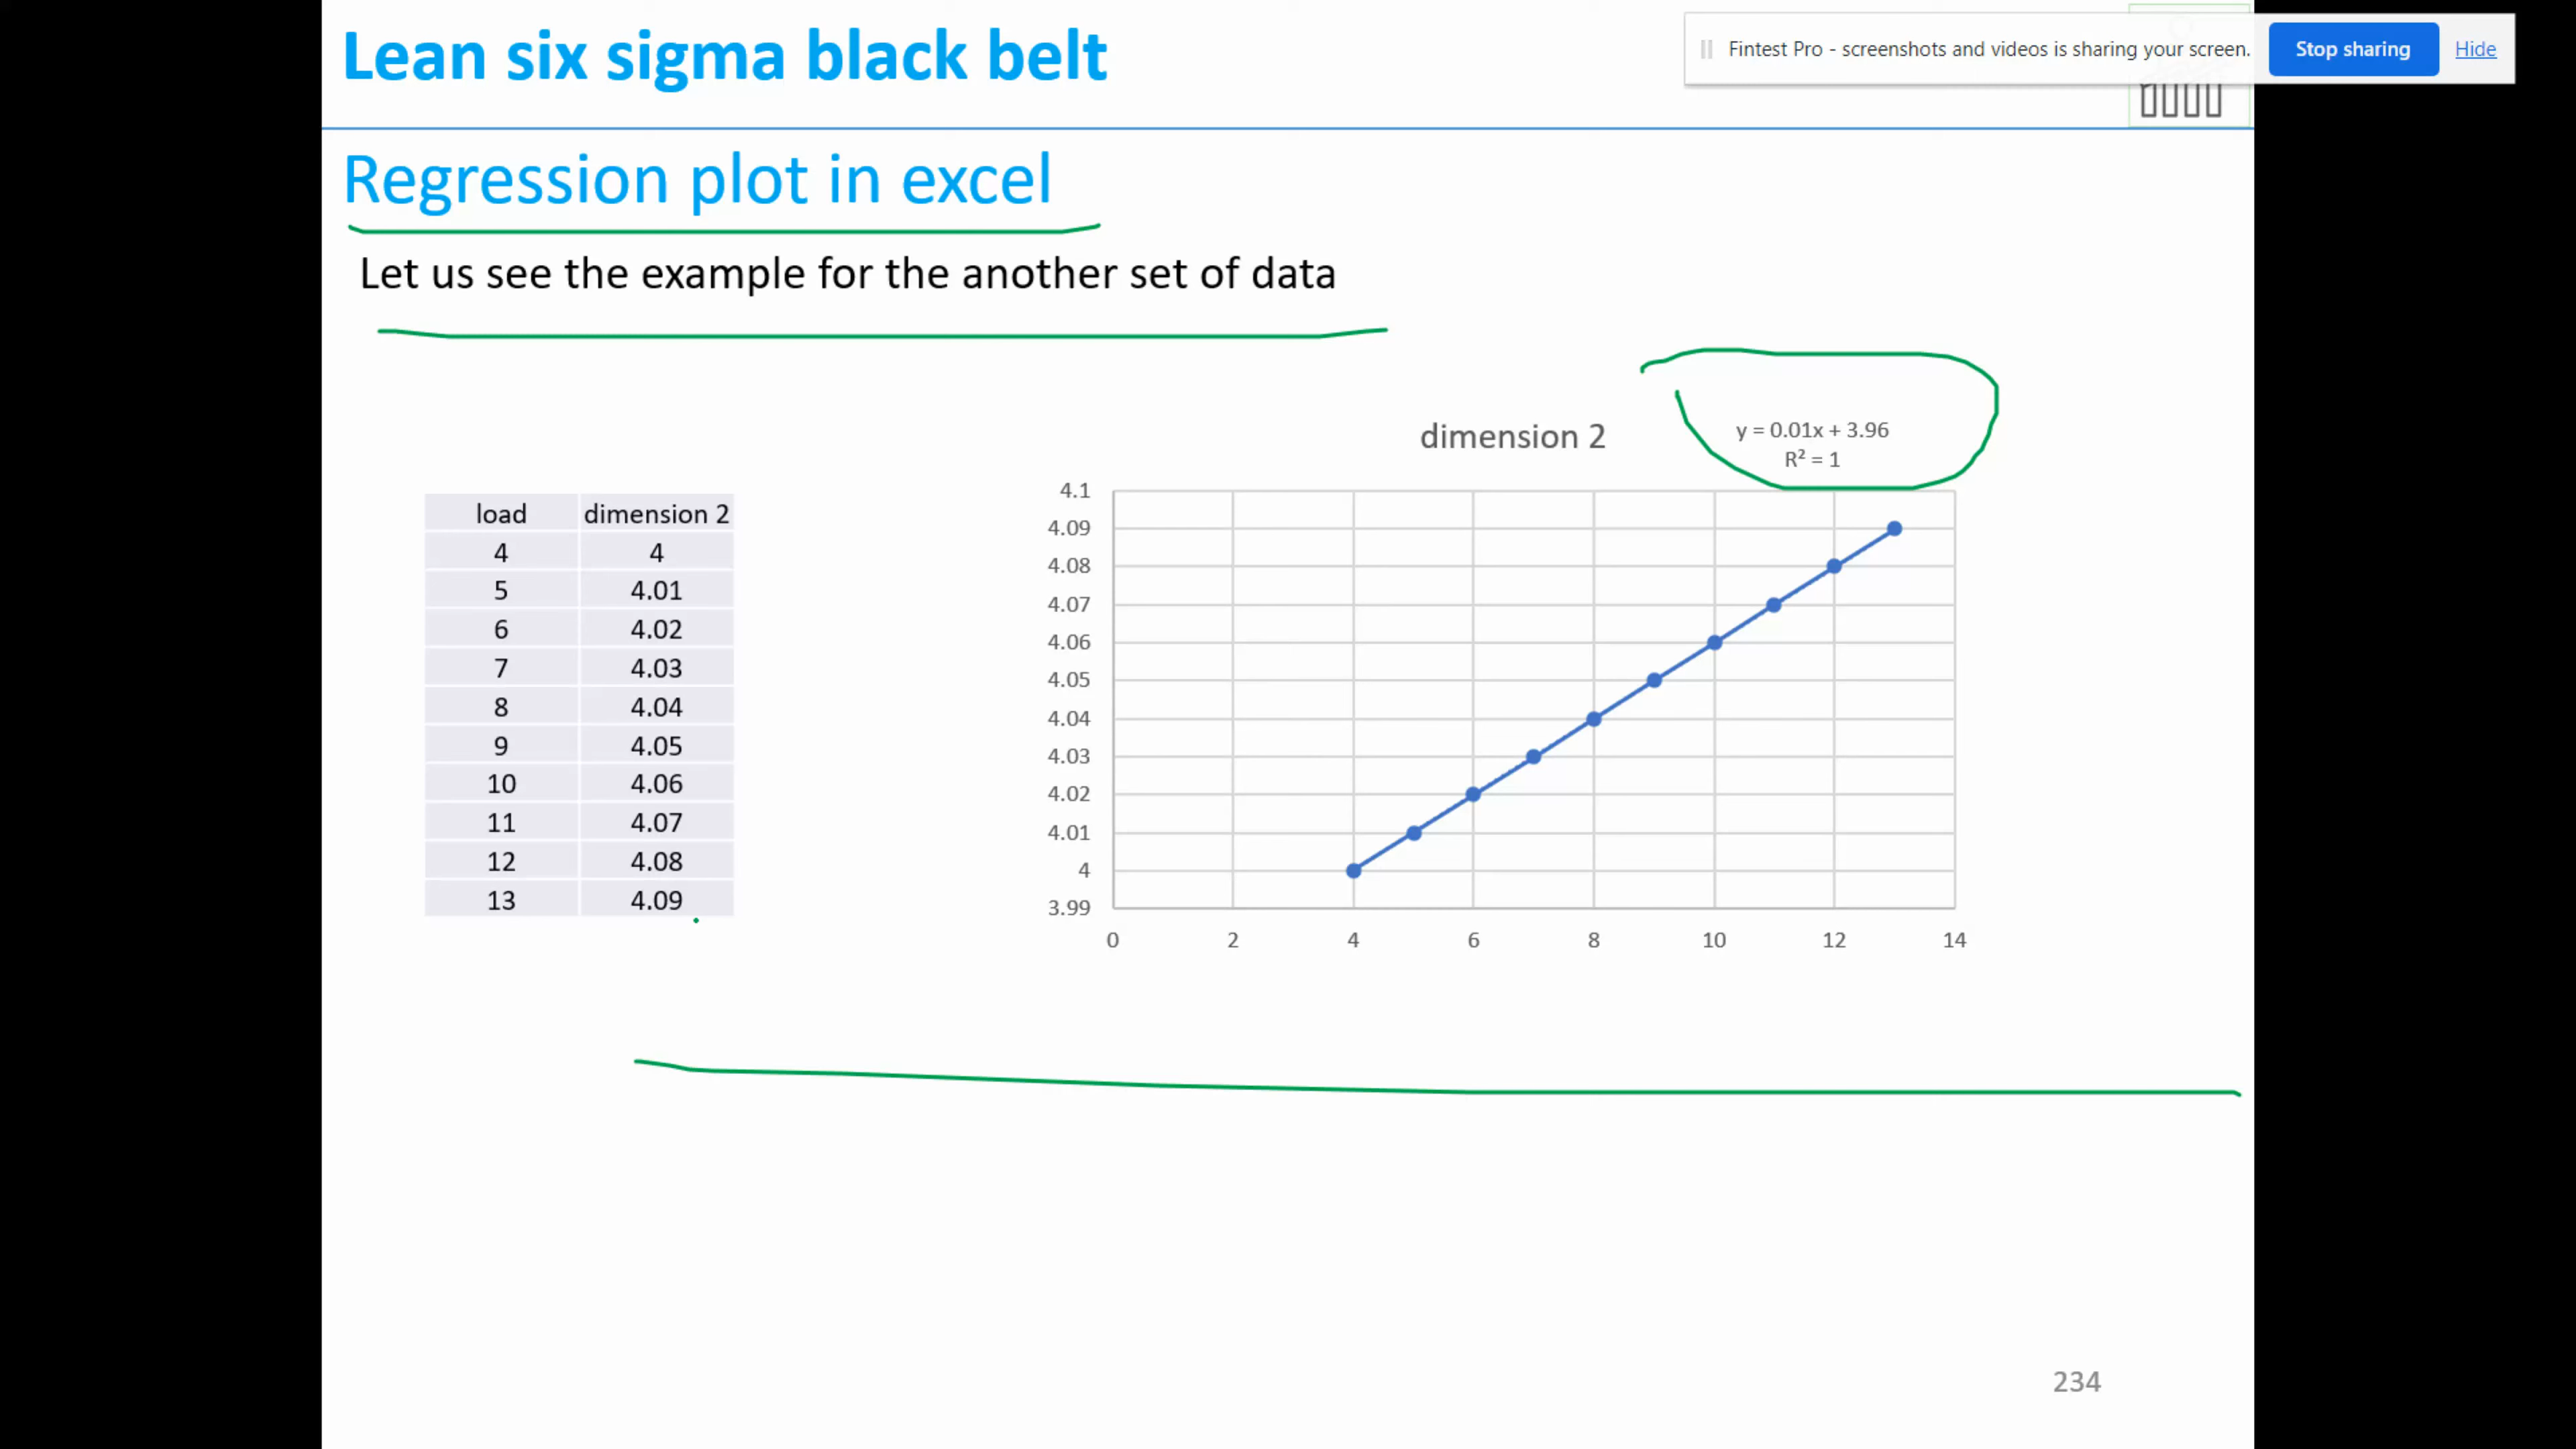 Lean six sigma black belt
Fintest Pro - screenshots and videos is sharing your screen. Stop sharing Hide
Regression plot in excel
Let us see the example for the another set of data
dimension 2
y = 0.01x + 3.96
R² = 1
load dimension 2
4 4
5 4.01
6 4.02
7 4.03
8 4.04
9 4.05
10 4.06
11 4.07
12 4.08
13 4.09
4.1
4.09
4.08
4.07
4.06
4.05
4.04
4.03
4.02
4.01
4
3.99
0 2 4 6 8 10 12 14
234